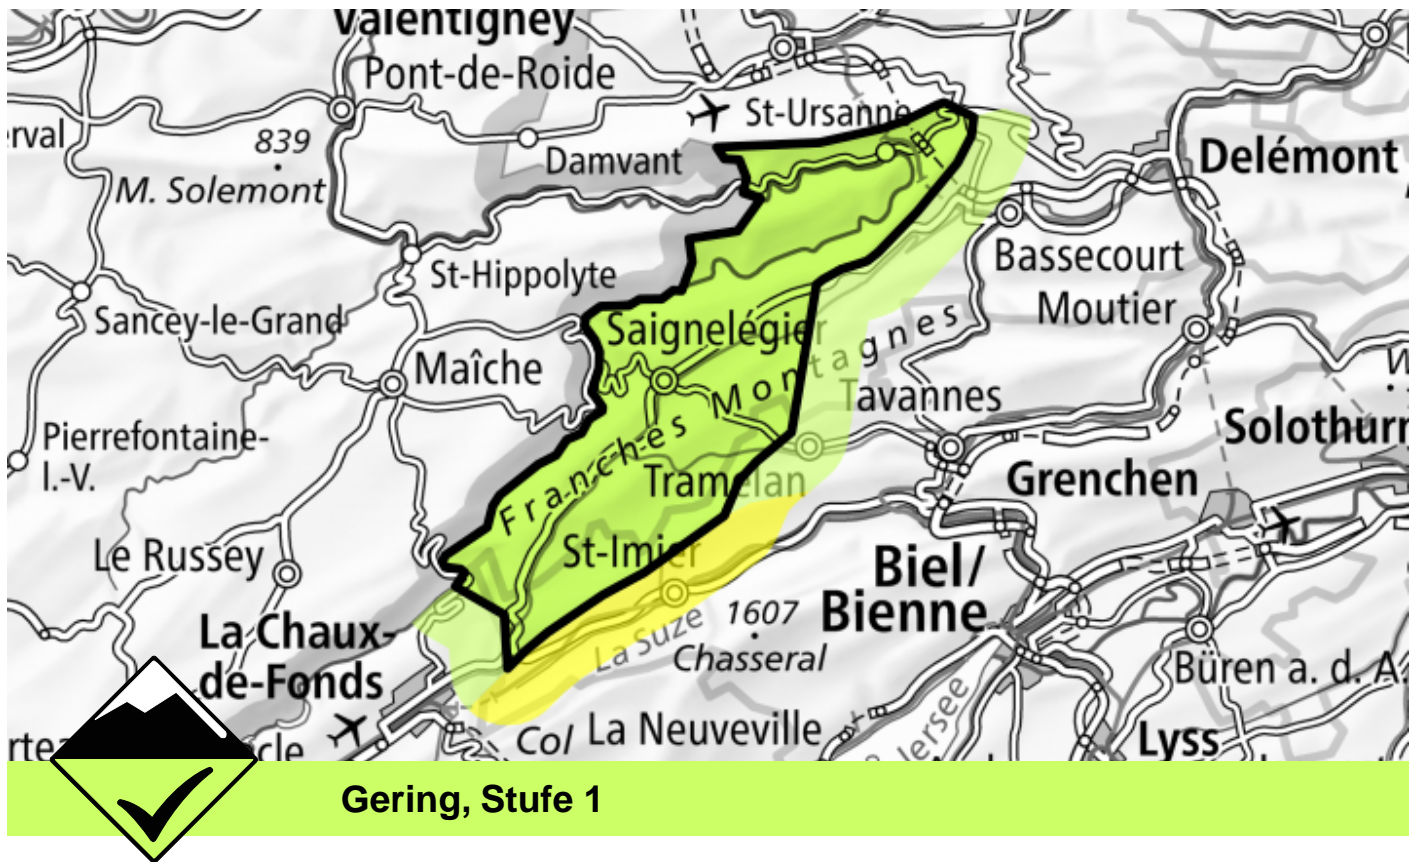 Valentigney
Pont-de-Roide
St-Ursanne
erval
839
Damvant
Delémont
M. Solemont
St-Hippolyte
Bassecourt
Sancey-le-Grand
Saignelégier
Moutier
Maîche
Franches Montagnes
Tavannes
Pierrefontaine-
l.-V.
Solothurn
Tramelan
Grenchen
Le Russey
St-Imier
Biel/
Bienne
La Chaux-
de-Fonds
La Suze
1607
Chasseral
Büren a. d. A.
Col
La Neuveville
Lyss
Gering, Stufe 1